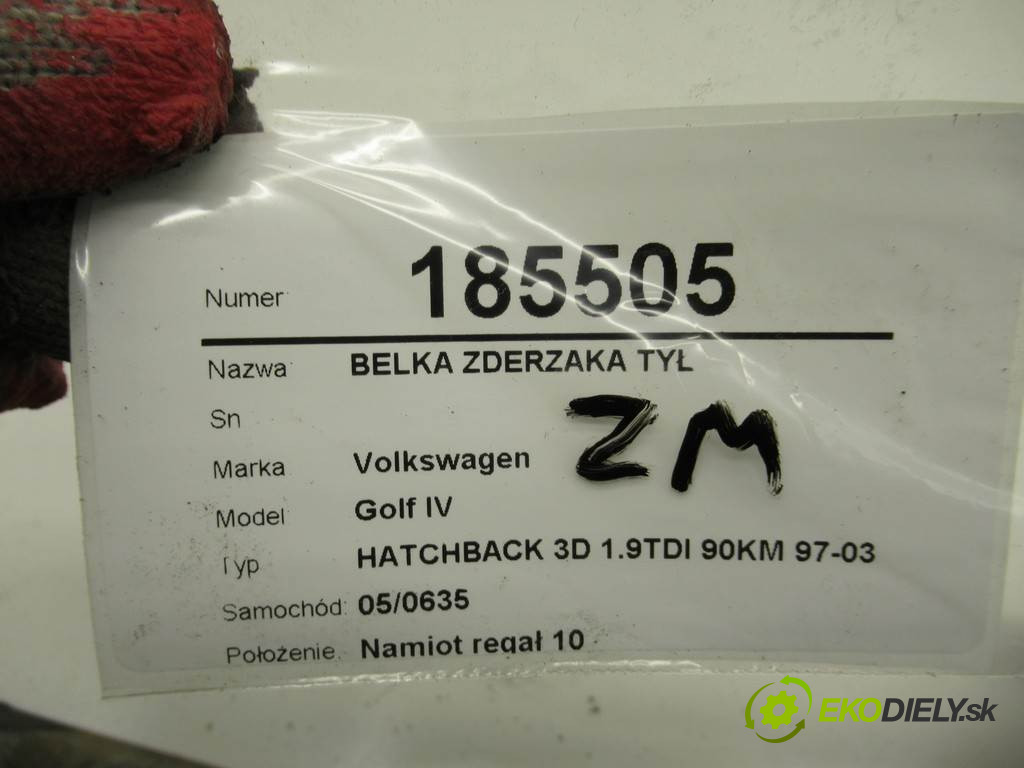 Numer 185505
Nazwa BELKA ZDERZAKA TYŁ
Sn
ZM
Marka Volkswagen
Model Golf IV
Typ HATCHBACK 3D 1.9TDI 90KM 97-03
Samochód: 05/0635
Położenie. Namiot regał 10
EKODIELY.sk